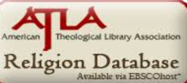 ATLA
American Theological Library Association
Religion Database
Available via EBSCOhost®